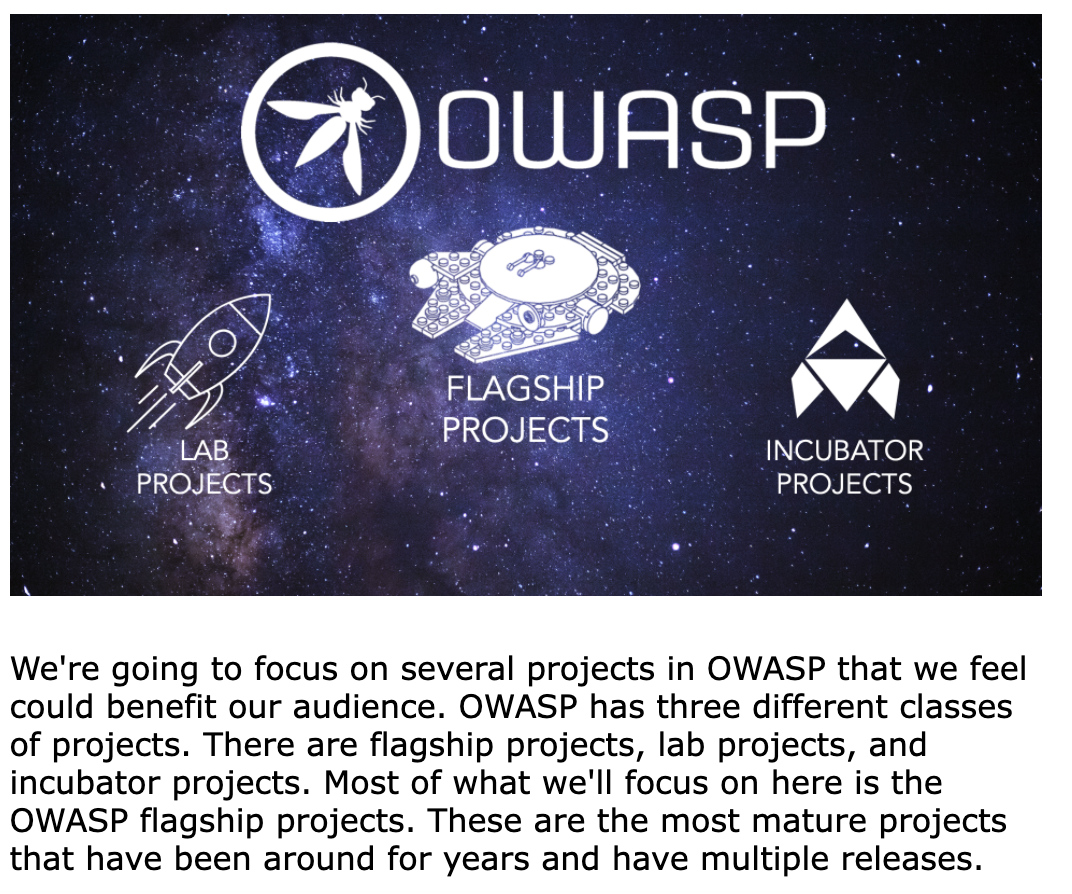 OWASP
FLAGSHIP
PROJECTS
LAB
PROJECTS
INCUBATOR
PROJECTS
We're going to focus on several projects in OWASP that we feel
could benefit our audience. OWASP has three different classes
of projects. There are flagship projects, lab projects, and
incubator projects. Most of what we'll focus on here is the
OWASP flagship projects. These are the most mature projects
that have been around for years and have multiple releases.